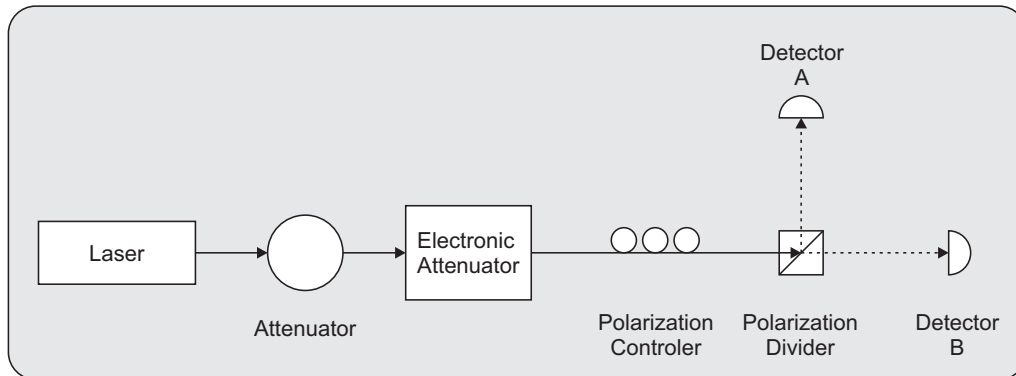 Detector
A
Laser
Electronic
Attenuator
Attenuator
Polarization
Controler
Polarization
Divider
Detector
B